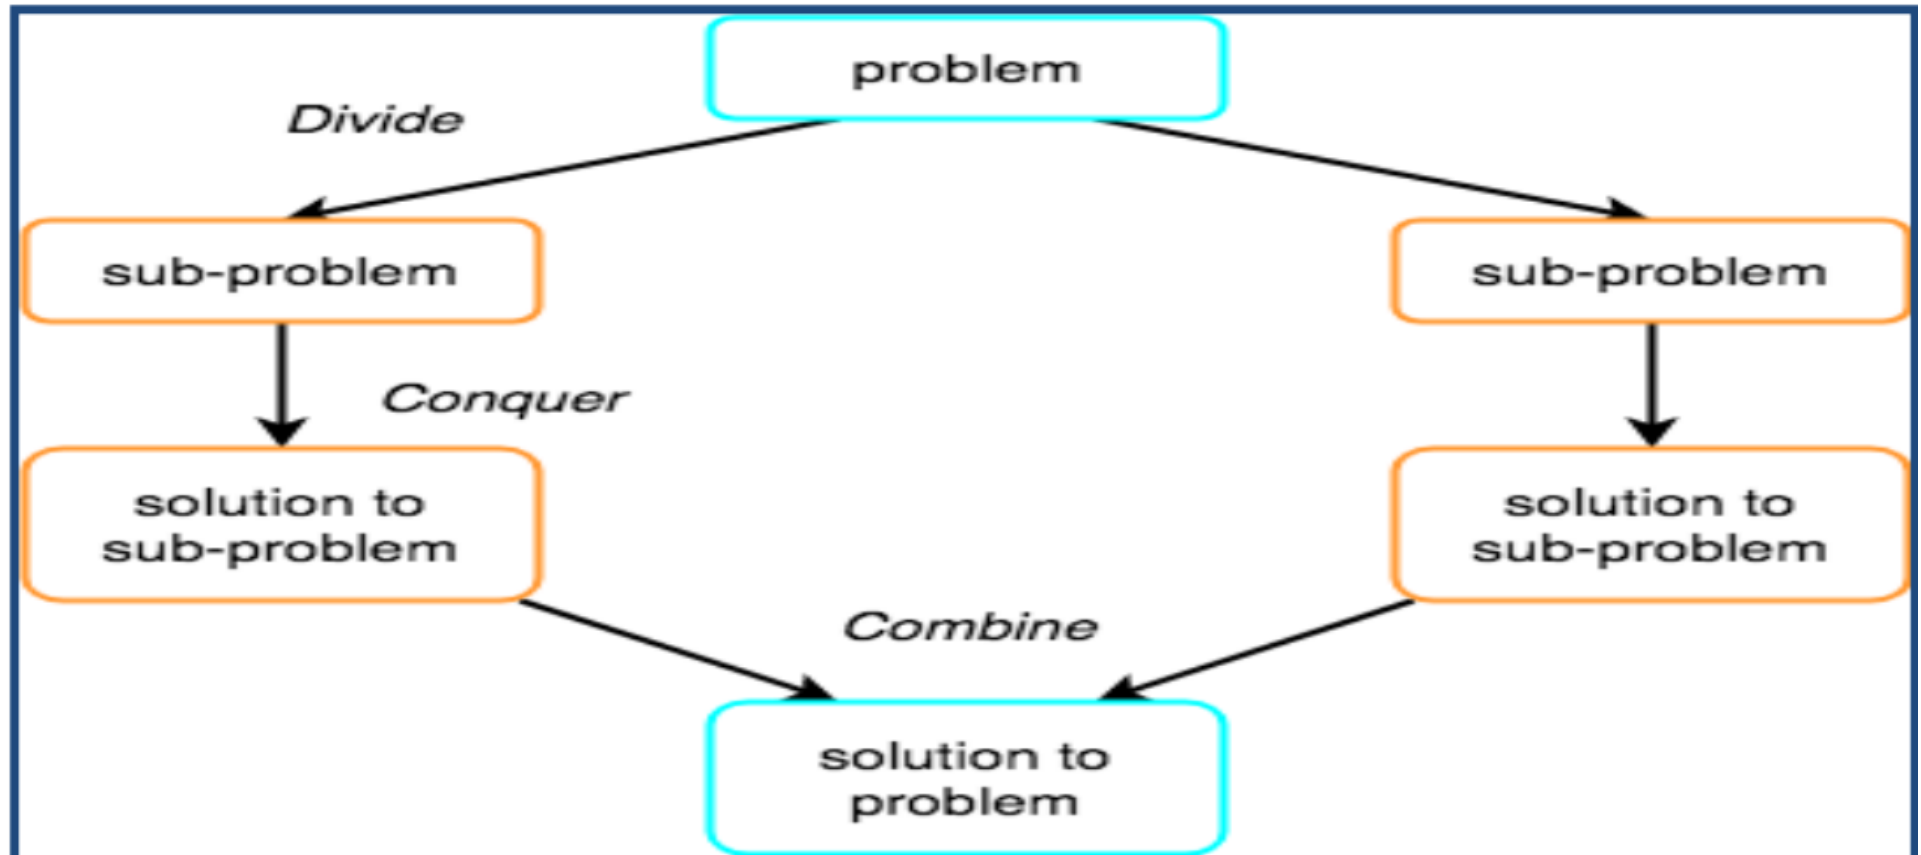 problem
Divide
sub-problem
sub-problem
Conquer
solution to
sub-problem
solution to
sub-problem
Combine
solution to
problem